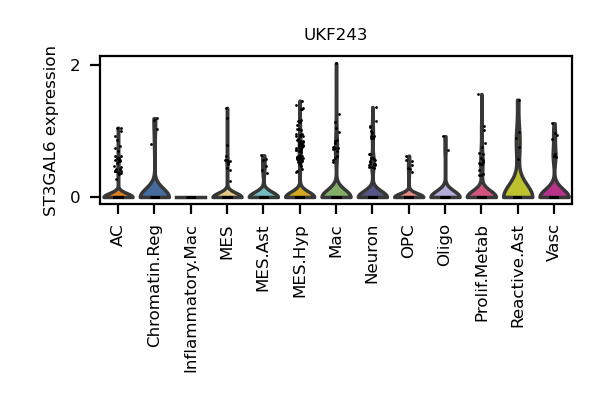 UKF243
ST3GAL6 expression
2
0
AC
Chromatin.Reg
Inflammatory.Mac
MES
MES.Ast
MES.Hyp
Mac
Neuron
OPC
Oligo
Prolif.Metab
Reactive.Ast
Vasc